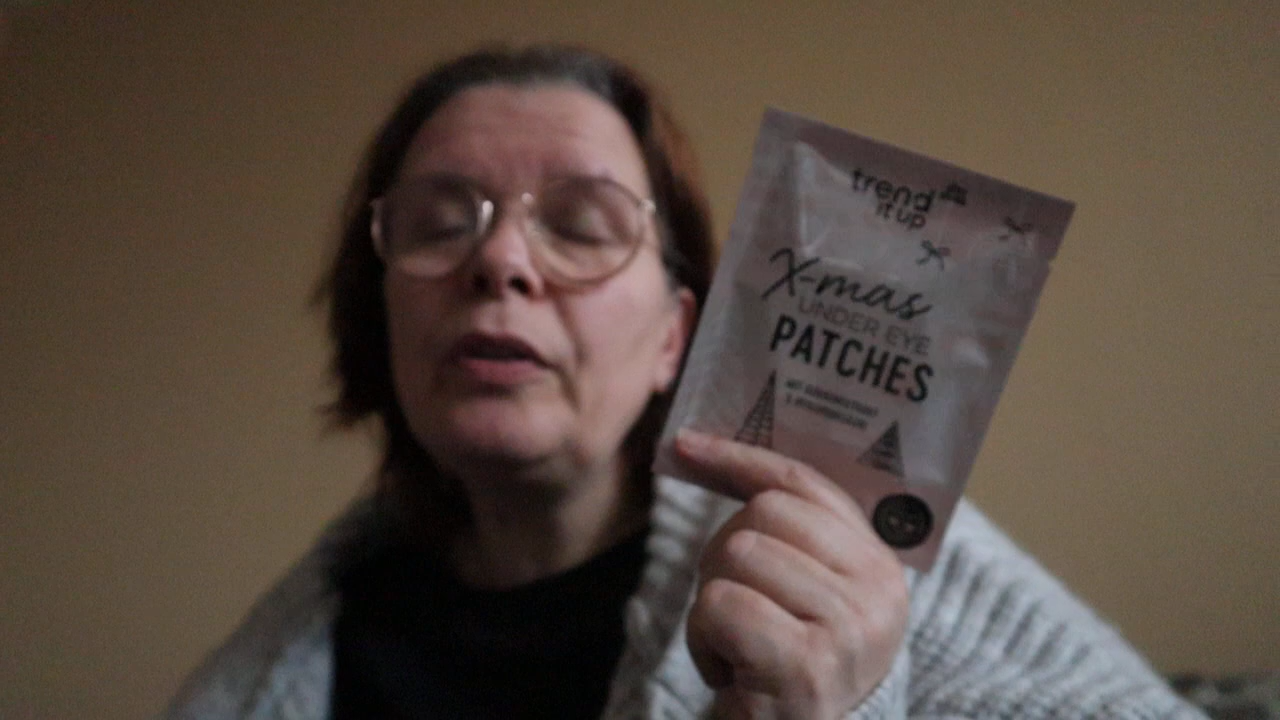 trend
it up
X-mas
UNDER EYE
PATCHES